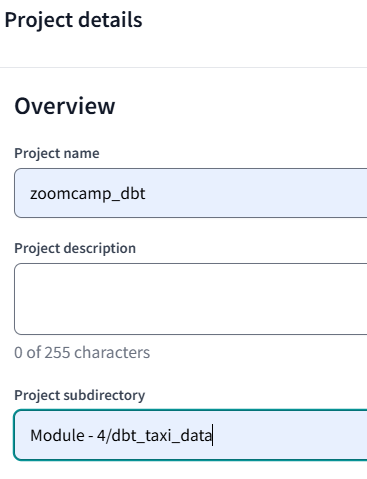 Project details
Overview
Project name
zoomcamp_dbt
Project description
0 of 255 characters
Project subdirectory
Module - 4/dbt_taxi_data